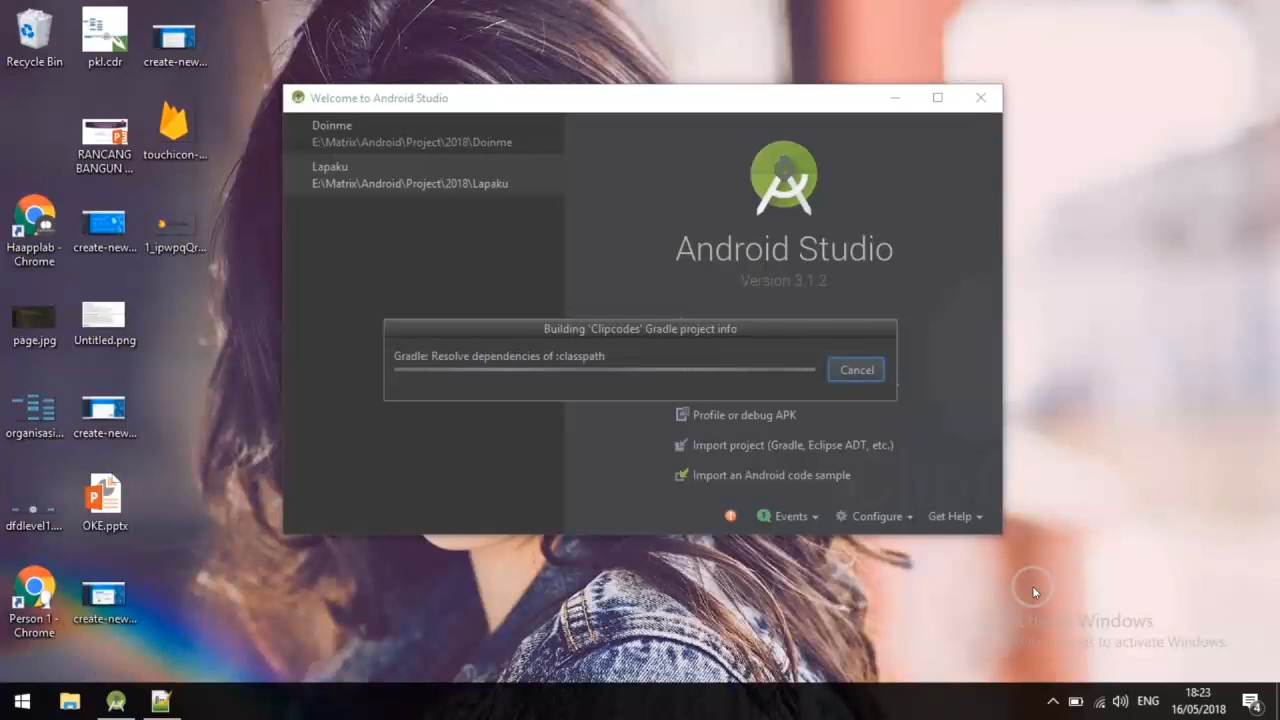 Recycle Bin
pkl.cdr
create-new...
RANCANG
BANGUN ...
touchicon-...
Haapplab -
Chrome
create-new...
1_ipwpqQr...
page.jpg
Untitled.png
organisasi...
create-new...
dfdlevel1....
OKE.pptx
Person 1 -
Chrome
create-new...
Welcome to Android Studio
Doinme
E:\Matrix\Android\Project\2018\Doinme
Lapaku
E:\Matrix\Android\Project\2018\Lapaku
Android Studio
Version 3.1.2
Building 'Clipcodes' Gradle project info
Gradle: Resolve dependencies of :classpath
Cancel
Profile or debug APK
Import project (Gradle, Eclipse ADT, etc.)
Import an Android code sample
1 Events
Configure
Get Help
Windows
to activate Windows.
ENG
18:23
16/05/2018
4